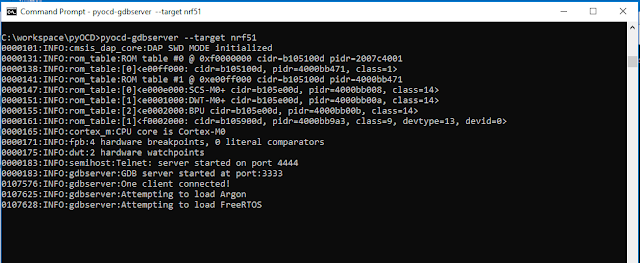 Command Prompt - pyocd-gdbserver --target nrf51
C:\workspace\pyOCD>pyocd-gdbserver --target nrf51
0000101:INFO:cmsis_dap_core:DAP SWD MODE initialized
0000131:INFO:rom_table:ROM table #0 @ 0xf0000000 cidr=b105100d pidr=2007c4001
0000138:INFO:rom_table:[0]<e00ff000: cidr=b105100d, pidr=4000bb471, class=1>
0000141:INFO:rom_table:ROM table #1 @ 0xe00ff000 cidr=b105100d pidr=4000bb471
0000147:INFO:rom_table:[0]<e000e000:SCS-M0+ cidr=b105e00d, pidr=4000bb008, class=14>
0000151:INFO:rom_table:[1]<e0001000:DWT-M0+ cidr=b105e00d, pidr=4000bb00a, class=14>
0000155:INFO:rom_table:[2]<e0002000:BPU cidr=b105e00d, pidr=4000bb00b, class=14>
0000161:INFO:rom_table:[1]<f0002000: cidr=b105900d, pidr=4000bb9a3, class=9, devtype=13, devid=0>
0000165:INFO:cortex_m:CPU core is Cortex-M0
0000171:INFO:fpb:4 hardware breakpoints, 0 literal comparators
0000175:INFO:dwt:2 hardware watchpoints
0000183:INFO:semihost:Telnet: server started on port 4444
0000183:INFO:gdbserver:GDB server started at port:3333
0107576:INFO:gdbserver:One client connected!
0107625:INFO:gdbserver:Attempting to load Argon
0107628:INFO:gdbserver:Attempting to load FreeRTOS